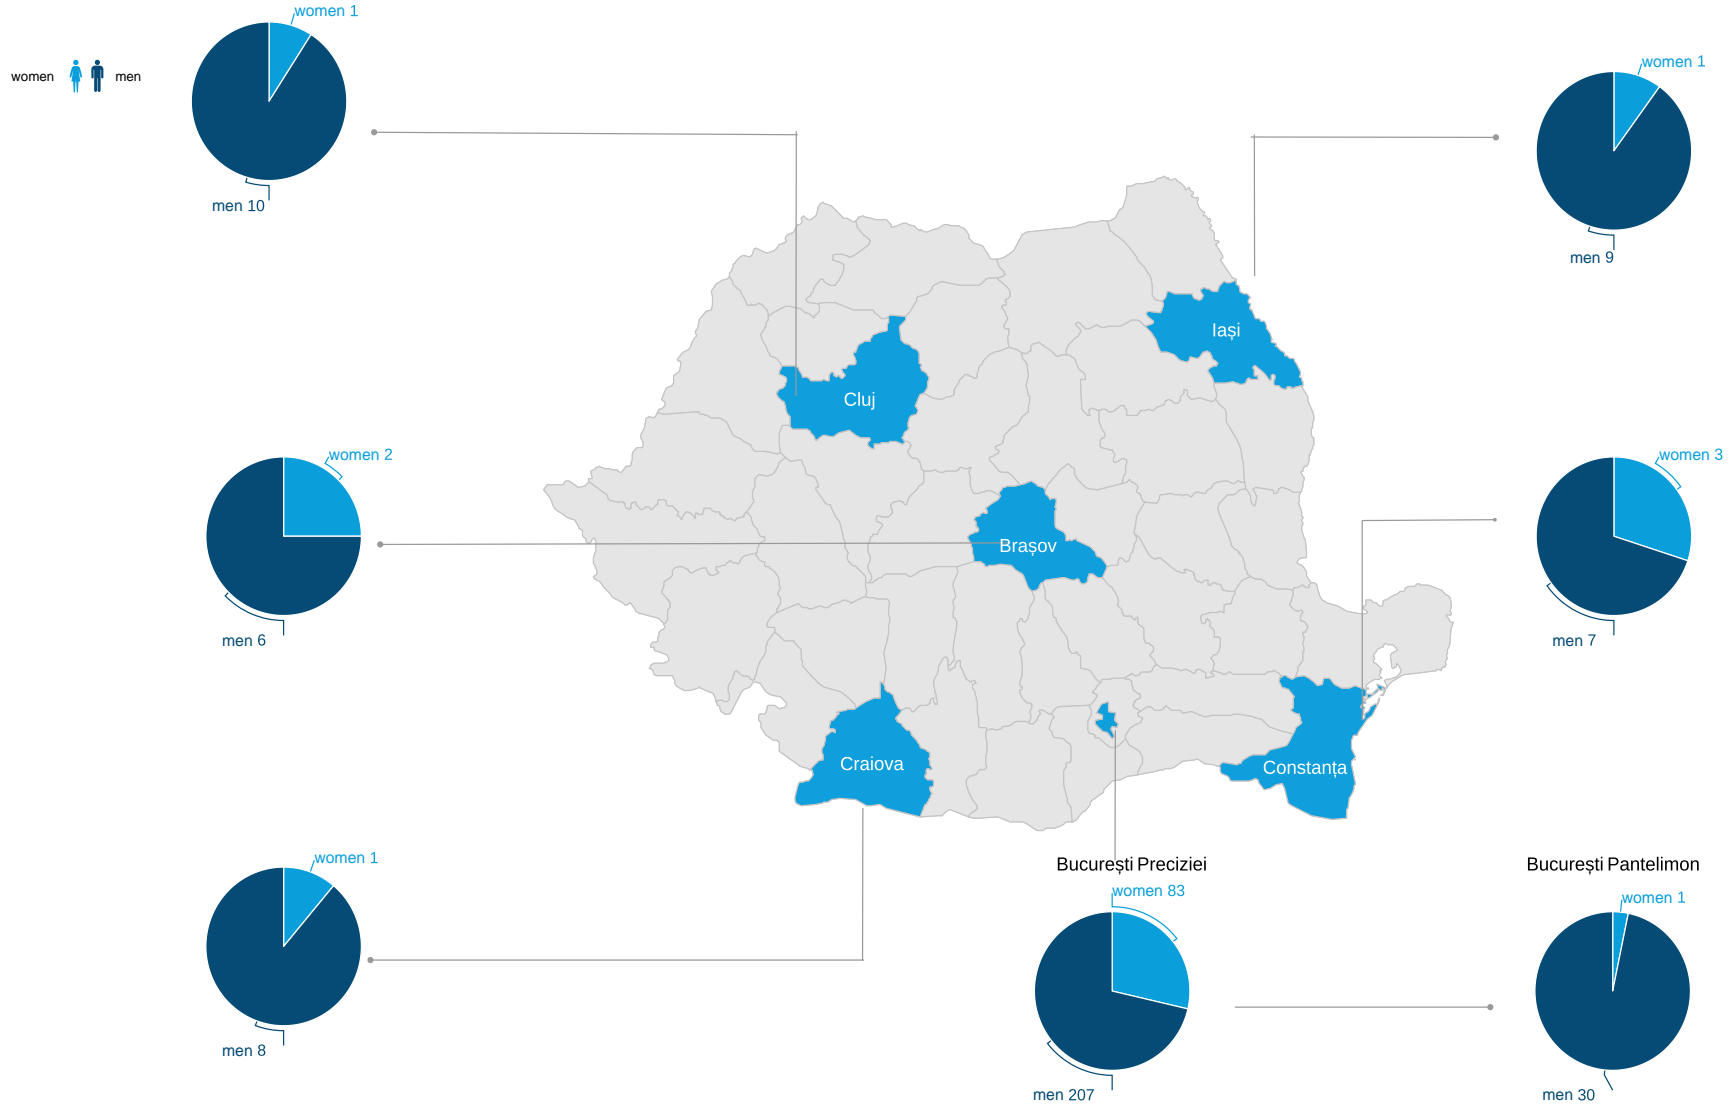 women 1
women men
men 10
women 1
men 9
Iași
Cluj
women 2
men 6
women 3
men 7
Brașov
Craiova
Constanța
women 1
men 8
București Preciziei
women 83
men 207
București Pantelimon
women 1
men 30